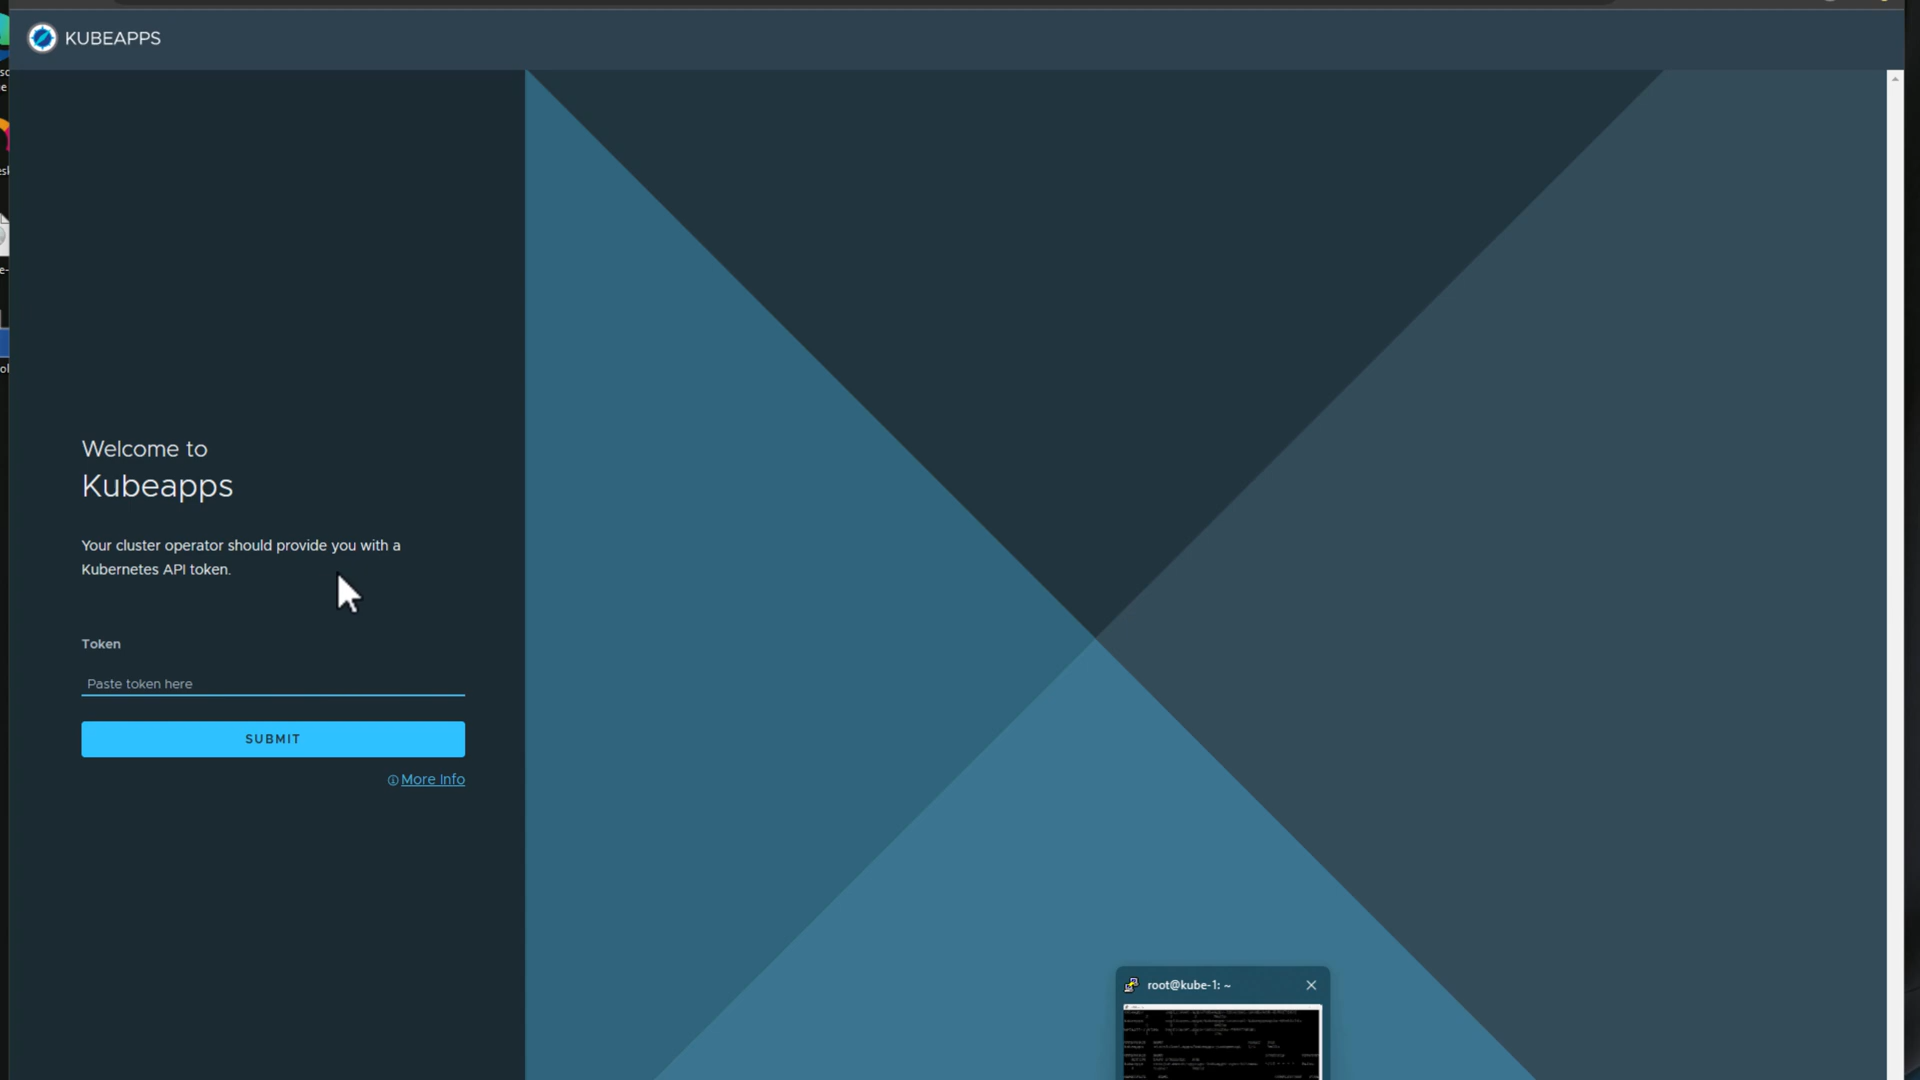 KUBEAPPS
Welcome to
Kubeapps
Your cluster operator should provide you with a
Kubernetes API token.
Token
Paste token here
SUBMIT
More Info
root@kube-1: ~